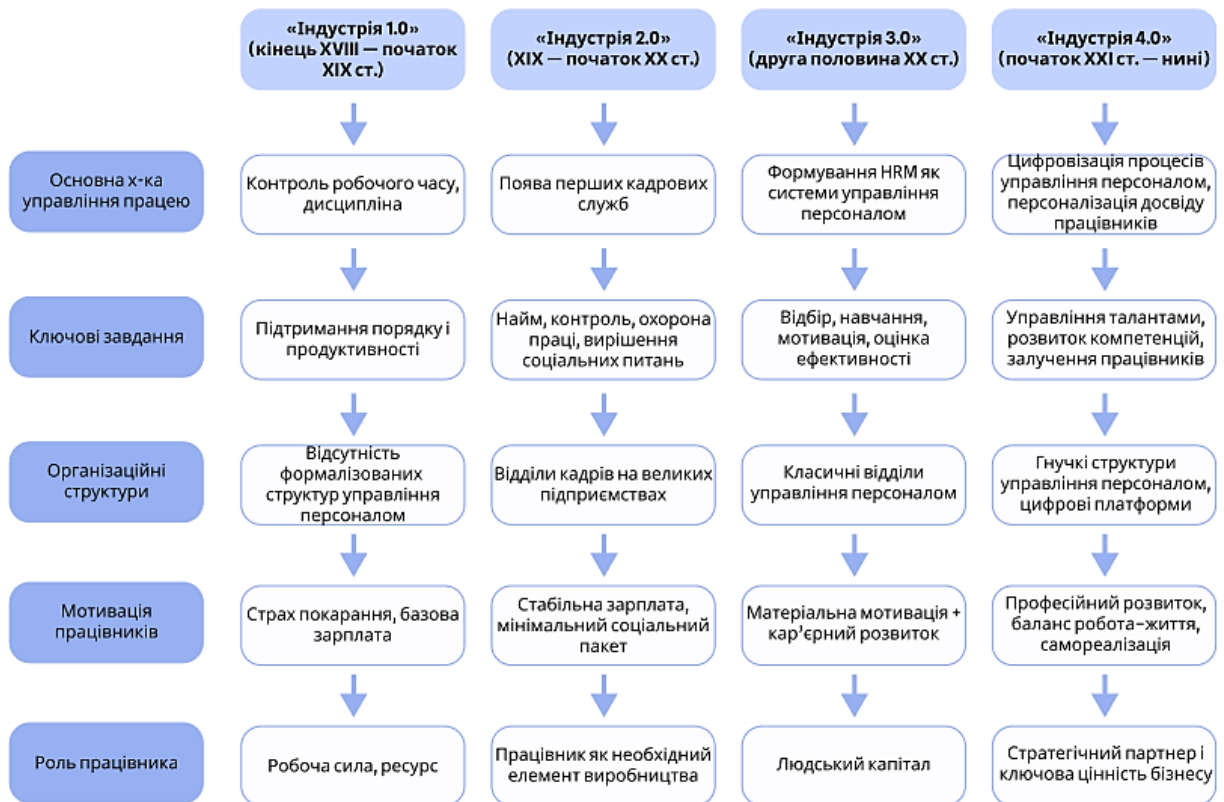 «Індустрія 1.0»
(кінець XVIII — початок
XIX ст.)
«Індустрія 2.0»
(XIX — початок XX ст.)
«Індустрія 3.0»
(друга половина XX ст.)
«Індустрія 4.0»
(початок XXI ст. — нині)
Основна х-ка
управління працею
Контроль робочого часу,
дисципліна
Поява перших кадрових
служб
Формування HRM як
системи управління
персоналом
Цифровізація процесів
управління персоналом,
персоналізація досвіду
працівників
Ключові завдання
Підтримання порядку і
продуктивності
Найм, контроль, охорона
праці, вирішення
соціальних питань
Відбір, навчання,
мотивація, оцінка
ефективності
Управління талантами,
розвиток компетенцій,
залучення працівників
Організаційні
структури
Відсутність
формалізованих
структур управління
персоналом
Відділи кадрів на великих
підприємствах
Класичні відділи
управління персоналом
Гнучкі структури
управління персоналом,
цифрові платформи
Мотивація
працівників
Страх покарання, базова
зарплата
Стабільна зарплата,
мінімальний соціальний
пакет
Матеріальна мотивація +
кар’єрний розвиток
Професійний розвиток,
баланс робота–життя,
самореалізація
Роль працівника
Робоча сила, ресурс
Працівник як необхідний
елемент виробництва
Людський капітал
Стратегічний партнер і
ключова цінність бізнесу